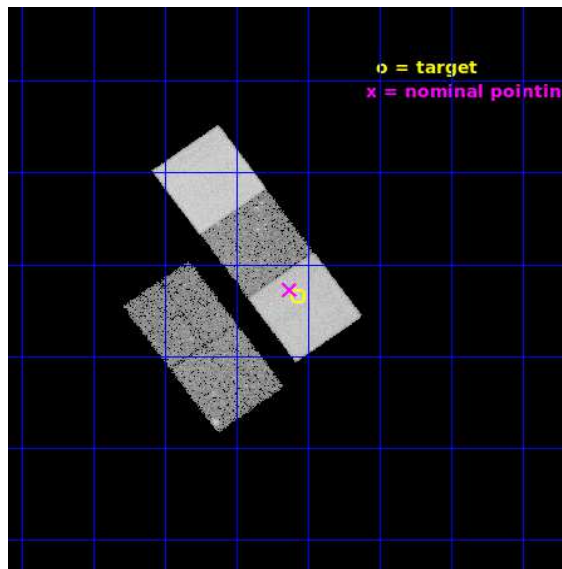 o = target
x = nominal pointin